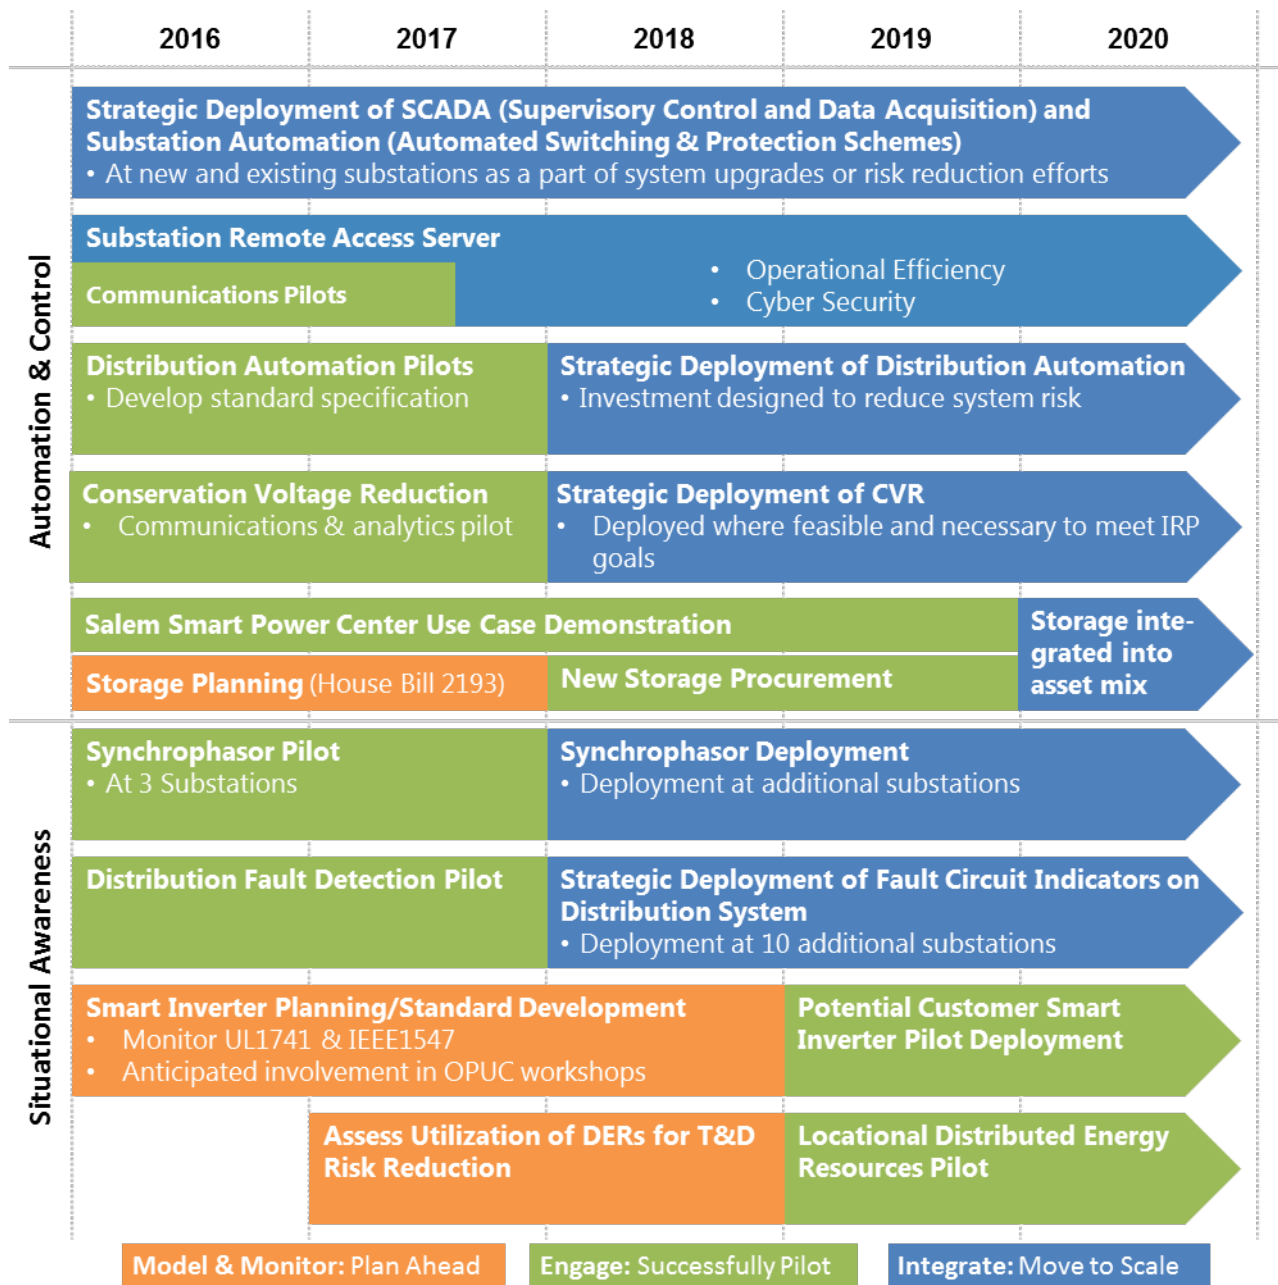 2016 2017 2018 2019 2020
Automation & Control
Strategic Deployment of SCADA (Supervisory Control and Data Acquisition) and
Substation Automation (Automated Switching & Protection Schemes)
• At new and existing substations as a part of system upgrades or risk reduction efforts
Substation Remote Access Server
Communications Pilots
• Operational Efficiency
• Cyber Security
Distribution Automation Pilots
• Develop standard specification
Strategic Deployment of Distribution Automation
• Investment designed to reduce system risk
Conservation Voltage Reduction
• Communications & analytics pilot
Strategic Deployment of CVR
• Deployed where feasible and necessary to meet IRP
goals
Salem Smart Power Center Use Case Demonstration
Storage Planning (House Bill 2193)
New Storage Procurement
Storage inte-
grated into
asset mix
Situational Awareness
Synchrophasor Pilot
• At 3 Substations
Synchrophasor Deployment
• Deployment at additional substations
Distribution Fault Detection Pilot
Strategic Deployment of Fault Circuit Indicators on
Distribution System
• Deployment at 10 additional substations
Smart Inverter Planning/Standard Development
• Monitor UL1741 & IEEE1547
• Anticipated involvement in OPUC workshops
Potential Customer Smart
Inverter Pilot Deployment
Assess Utilization of DERs for T&D
Risk Reduction
Locational Distributed Energy
Resources Pilot
Model & Monitor: Plan Ahead
Engage: Successfully Pilot
Integrate: Move to Scale